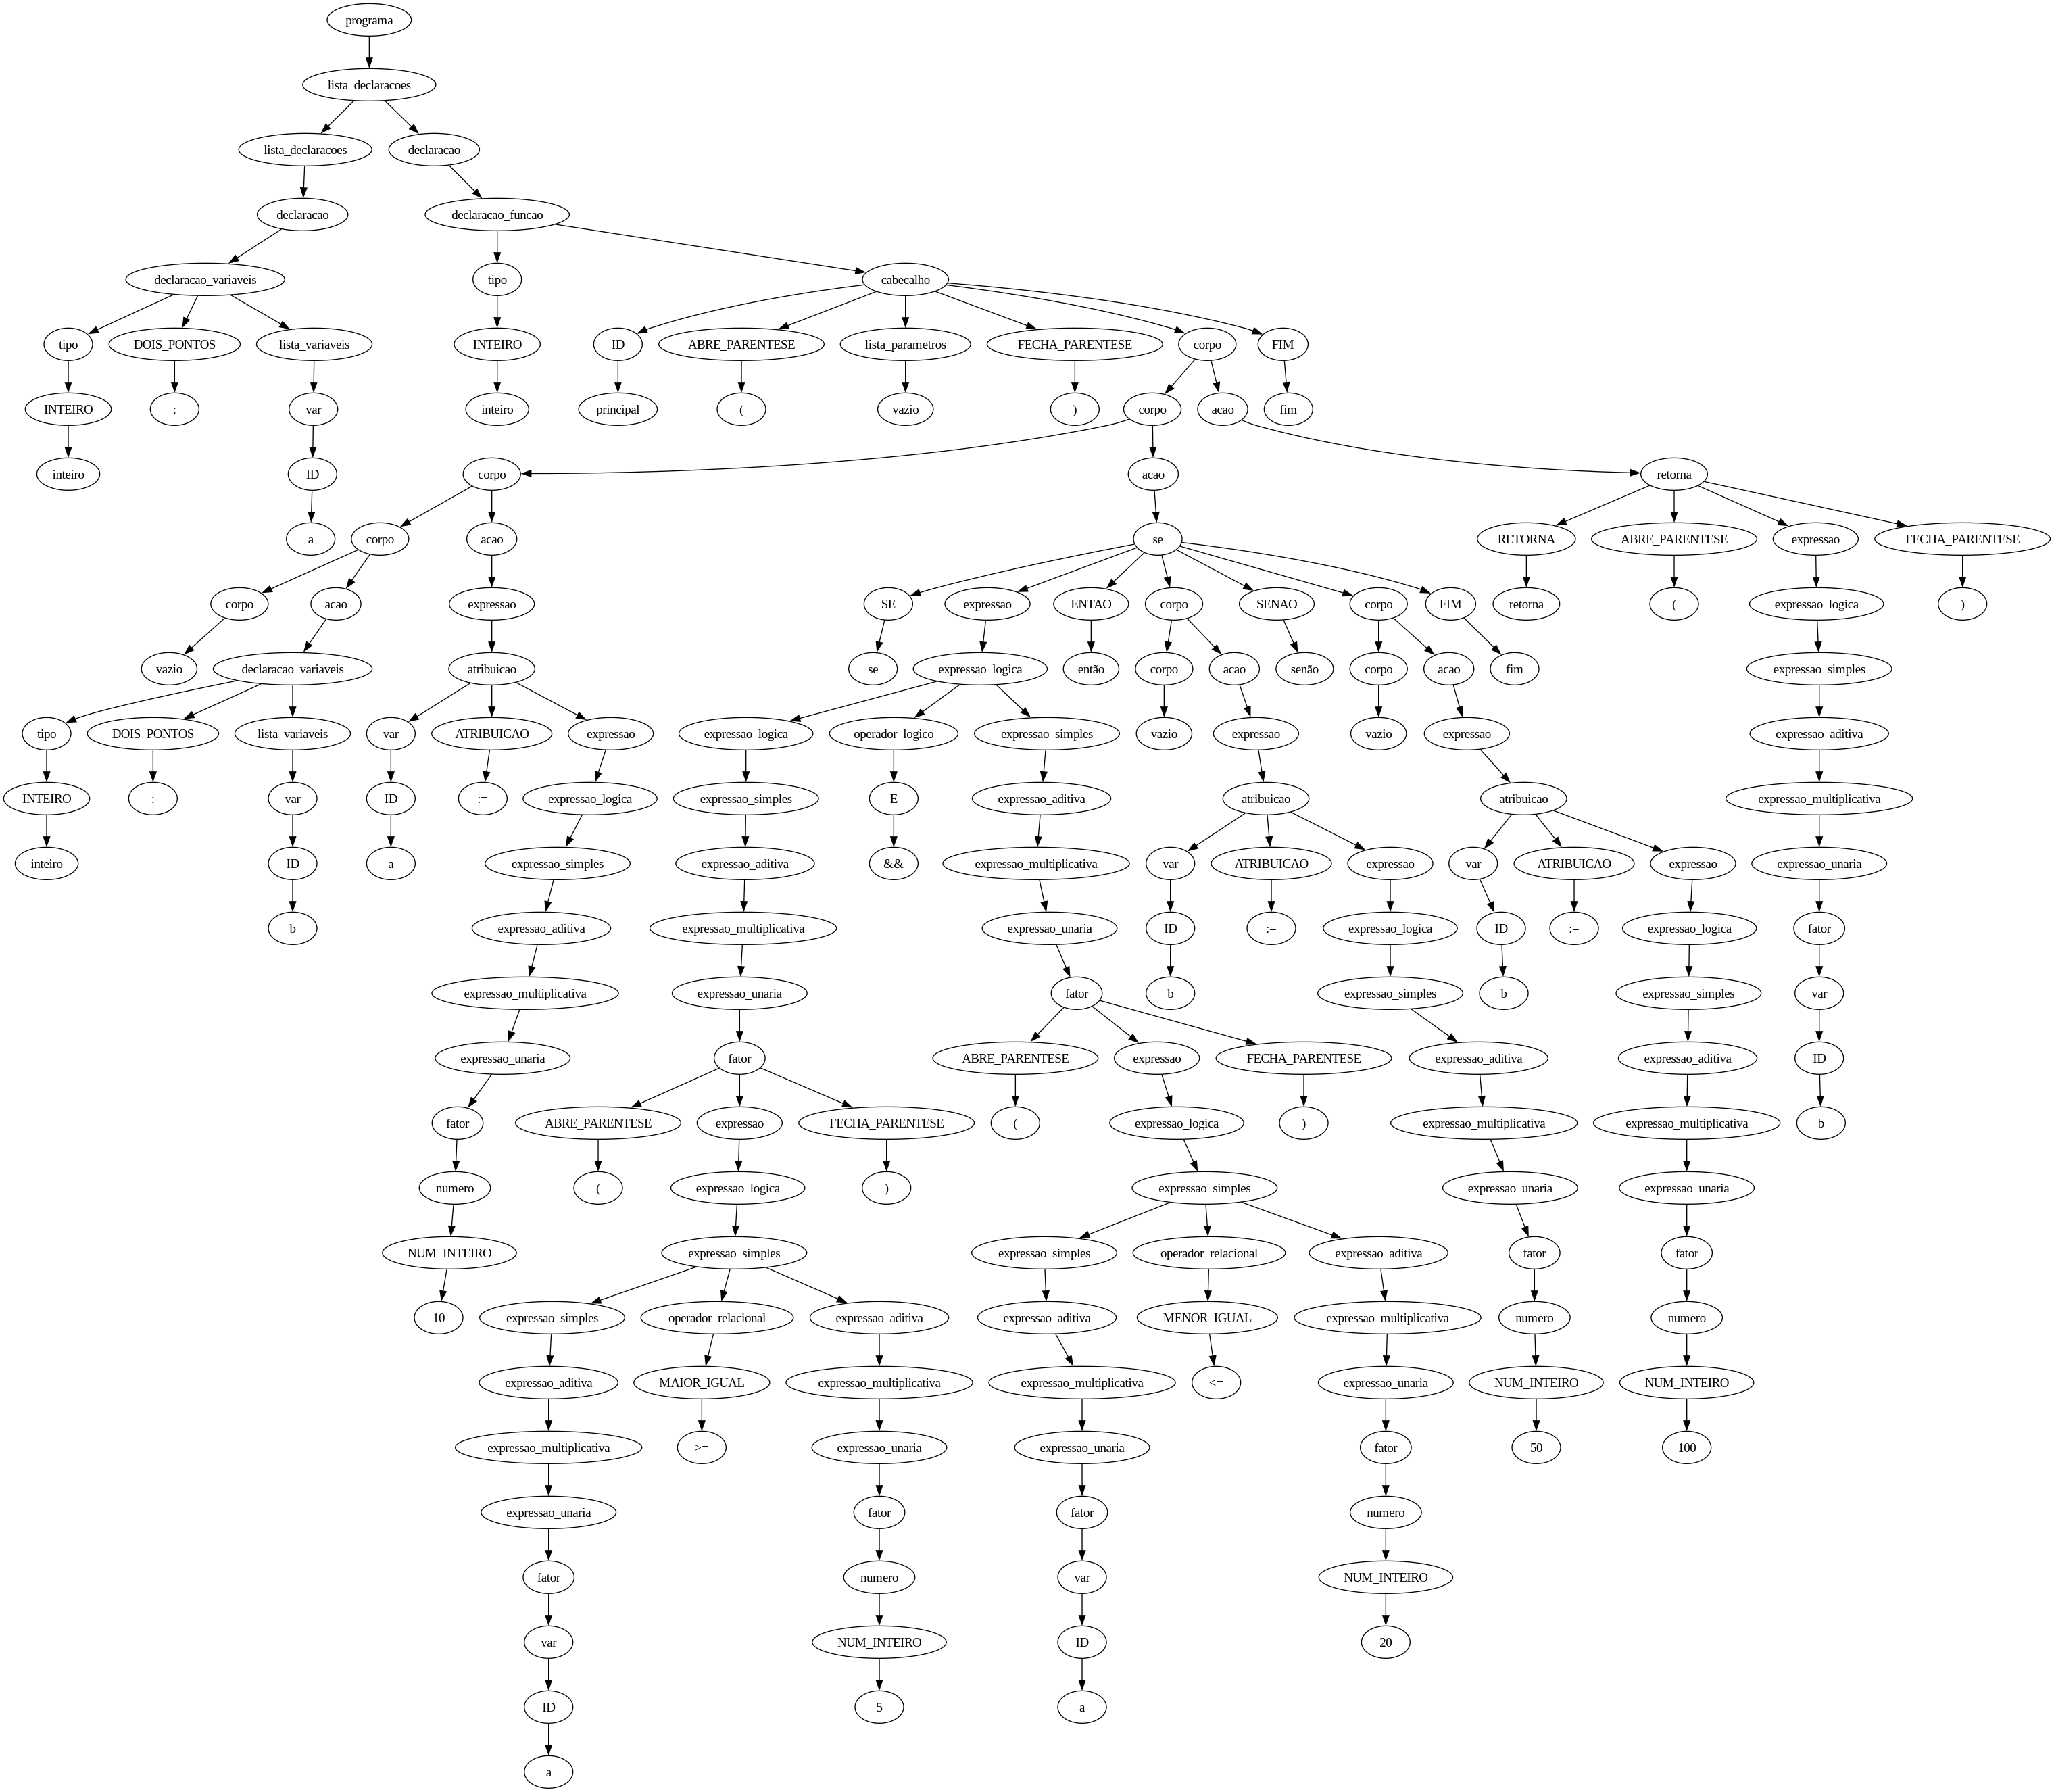 programa
lista_declaracoes
lista_declaracoes declaracao
declaracao declaracao_funcao
declaracao_variaveis tipo cabecalho
tipo DOIS_PONTOS lista_variaveis INTEIRO ID ABRE_PARENTESE lista_parametros FECHA_PARENTESE corpo FIM
INTEIRO : var inteiro principal ( vazio ) corpo acao fim
inteiro ID corpo acao retorna
a corpo acao se RETORNA ABRE_PARENTESE expressao FECHA_PARENTESE
corpo acao expressao SE expressao ENTAO corpo SENAO corpo FIM retorna ( expressao_logica )
vazio declaracao_variaveis atribuicao se expressao_logica então corpo acao senão corpo acao fim expressao_simples
tipo DOIS_PONTOS lista_variaveis var ATRIBUICAO expressao expressao_logica operador_logico expressao_simples vazio expressao vazio expressao expressao_aditiva
INTEIRO : var ID := expressao_logica expressao_simples E expressao_aditiva atribuicao atribuicao expressao_multiplicativa
inteiro ID a expressao_simples expressao_aditiva && expressao_multiplicativa var ATRIBUICAO expressao var ATRIBUICAO expressao expressao_unaria
b expressao_aditiva expressao_multiplicativa expressao_unaria ID := expressao_logica ID := expressao_logica fator
expressao_multiplicativa expressao_unaria fator b expressao_simples b expressao_simples var
expressao_unaria fator ABRE_PARENTESE expressao FECHA_PARENTESE expressao_aditiva expressao_aditiva ID
fator ABRE_PARENTESE expressao FECHA_PARENTESE ( expressao_logica ) expressao_multiplicativa expressao_multiplicativa b
numero ( expressao_logica ) expressao_simples expressao_unaria expressao_unaria
NUM_INTEIRO expressao_simples expressao_simples operador_relacional expressao_aditiva fator fator
10 expressao_simples operador_relacional expressao_aditiva expressao_aditiva MENOR_IGUAL expressao_multiplicativa numero numero
expressao_aditiva MAIOR_IGUAL expressao_multiplicativa expressao_multiplicativa <= expressao_unaria NUM_INTEIRO NUM_INTEIRO
expressao_multiplicativa >= expressao_unaria expressao_unaria fator 50 100
expressao_unaria fator fator numero
fator numero var NUM_INTEIRO
var NUM_INTEIRO ID 20
ID 5 a
a